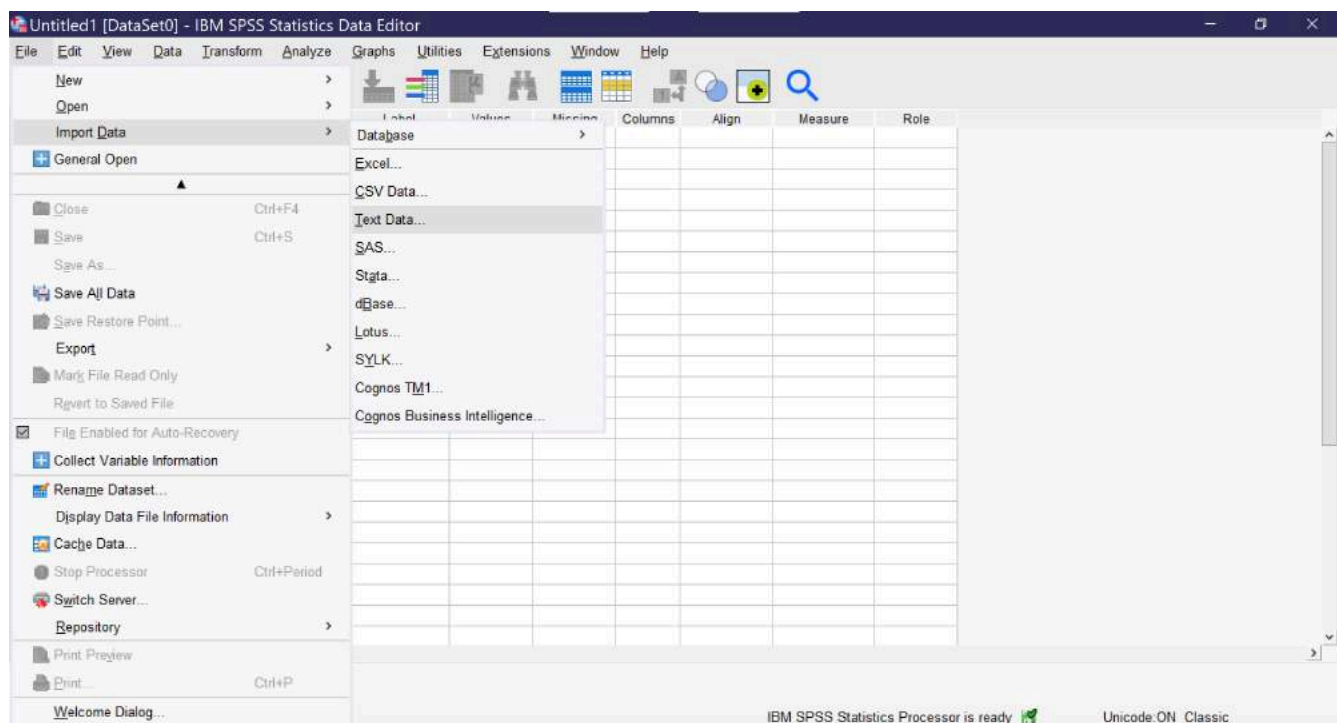 Untitled1 [DataSet0] - IBM SPSS Statistics Data Editor
File Edit View Data Transform Analyze Graphs Utilities Extensions Window Help
New
Open
Import Data
General Open
Close Ctrl+F4
Save Ctrl+S
Save As...
Save All Data
Save Restore Point...
Export
Mark File Read Only
Revert to Saved File
File Enabled for Auto-Recovery
Collect Variable Information
Rename Dataset...
Display Data File Information
Cache Data...
Stop Processor Ctrl+Period
Switch Server...
Repository
Print Preview
Print... Ctrl+P
Welcome Dialog...
Label Values Missing Columns Align Measure Role
Database
Excel...
CSV Data...
Text Data...
SAS...
Stata...
dBase...
Lotus...
SYLK...
Cognos TM1...
Cognos Business Intelligence...
IBM SPSS Statistics Processor is ready Unicode:ON Classic